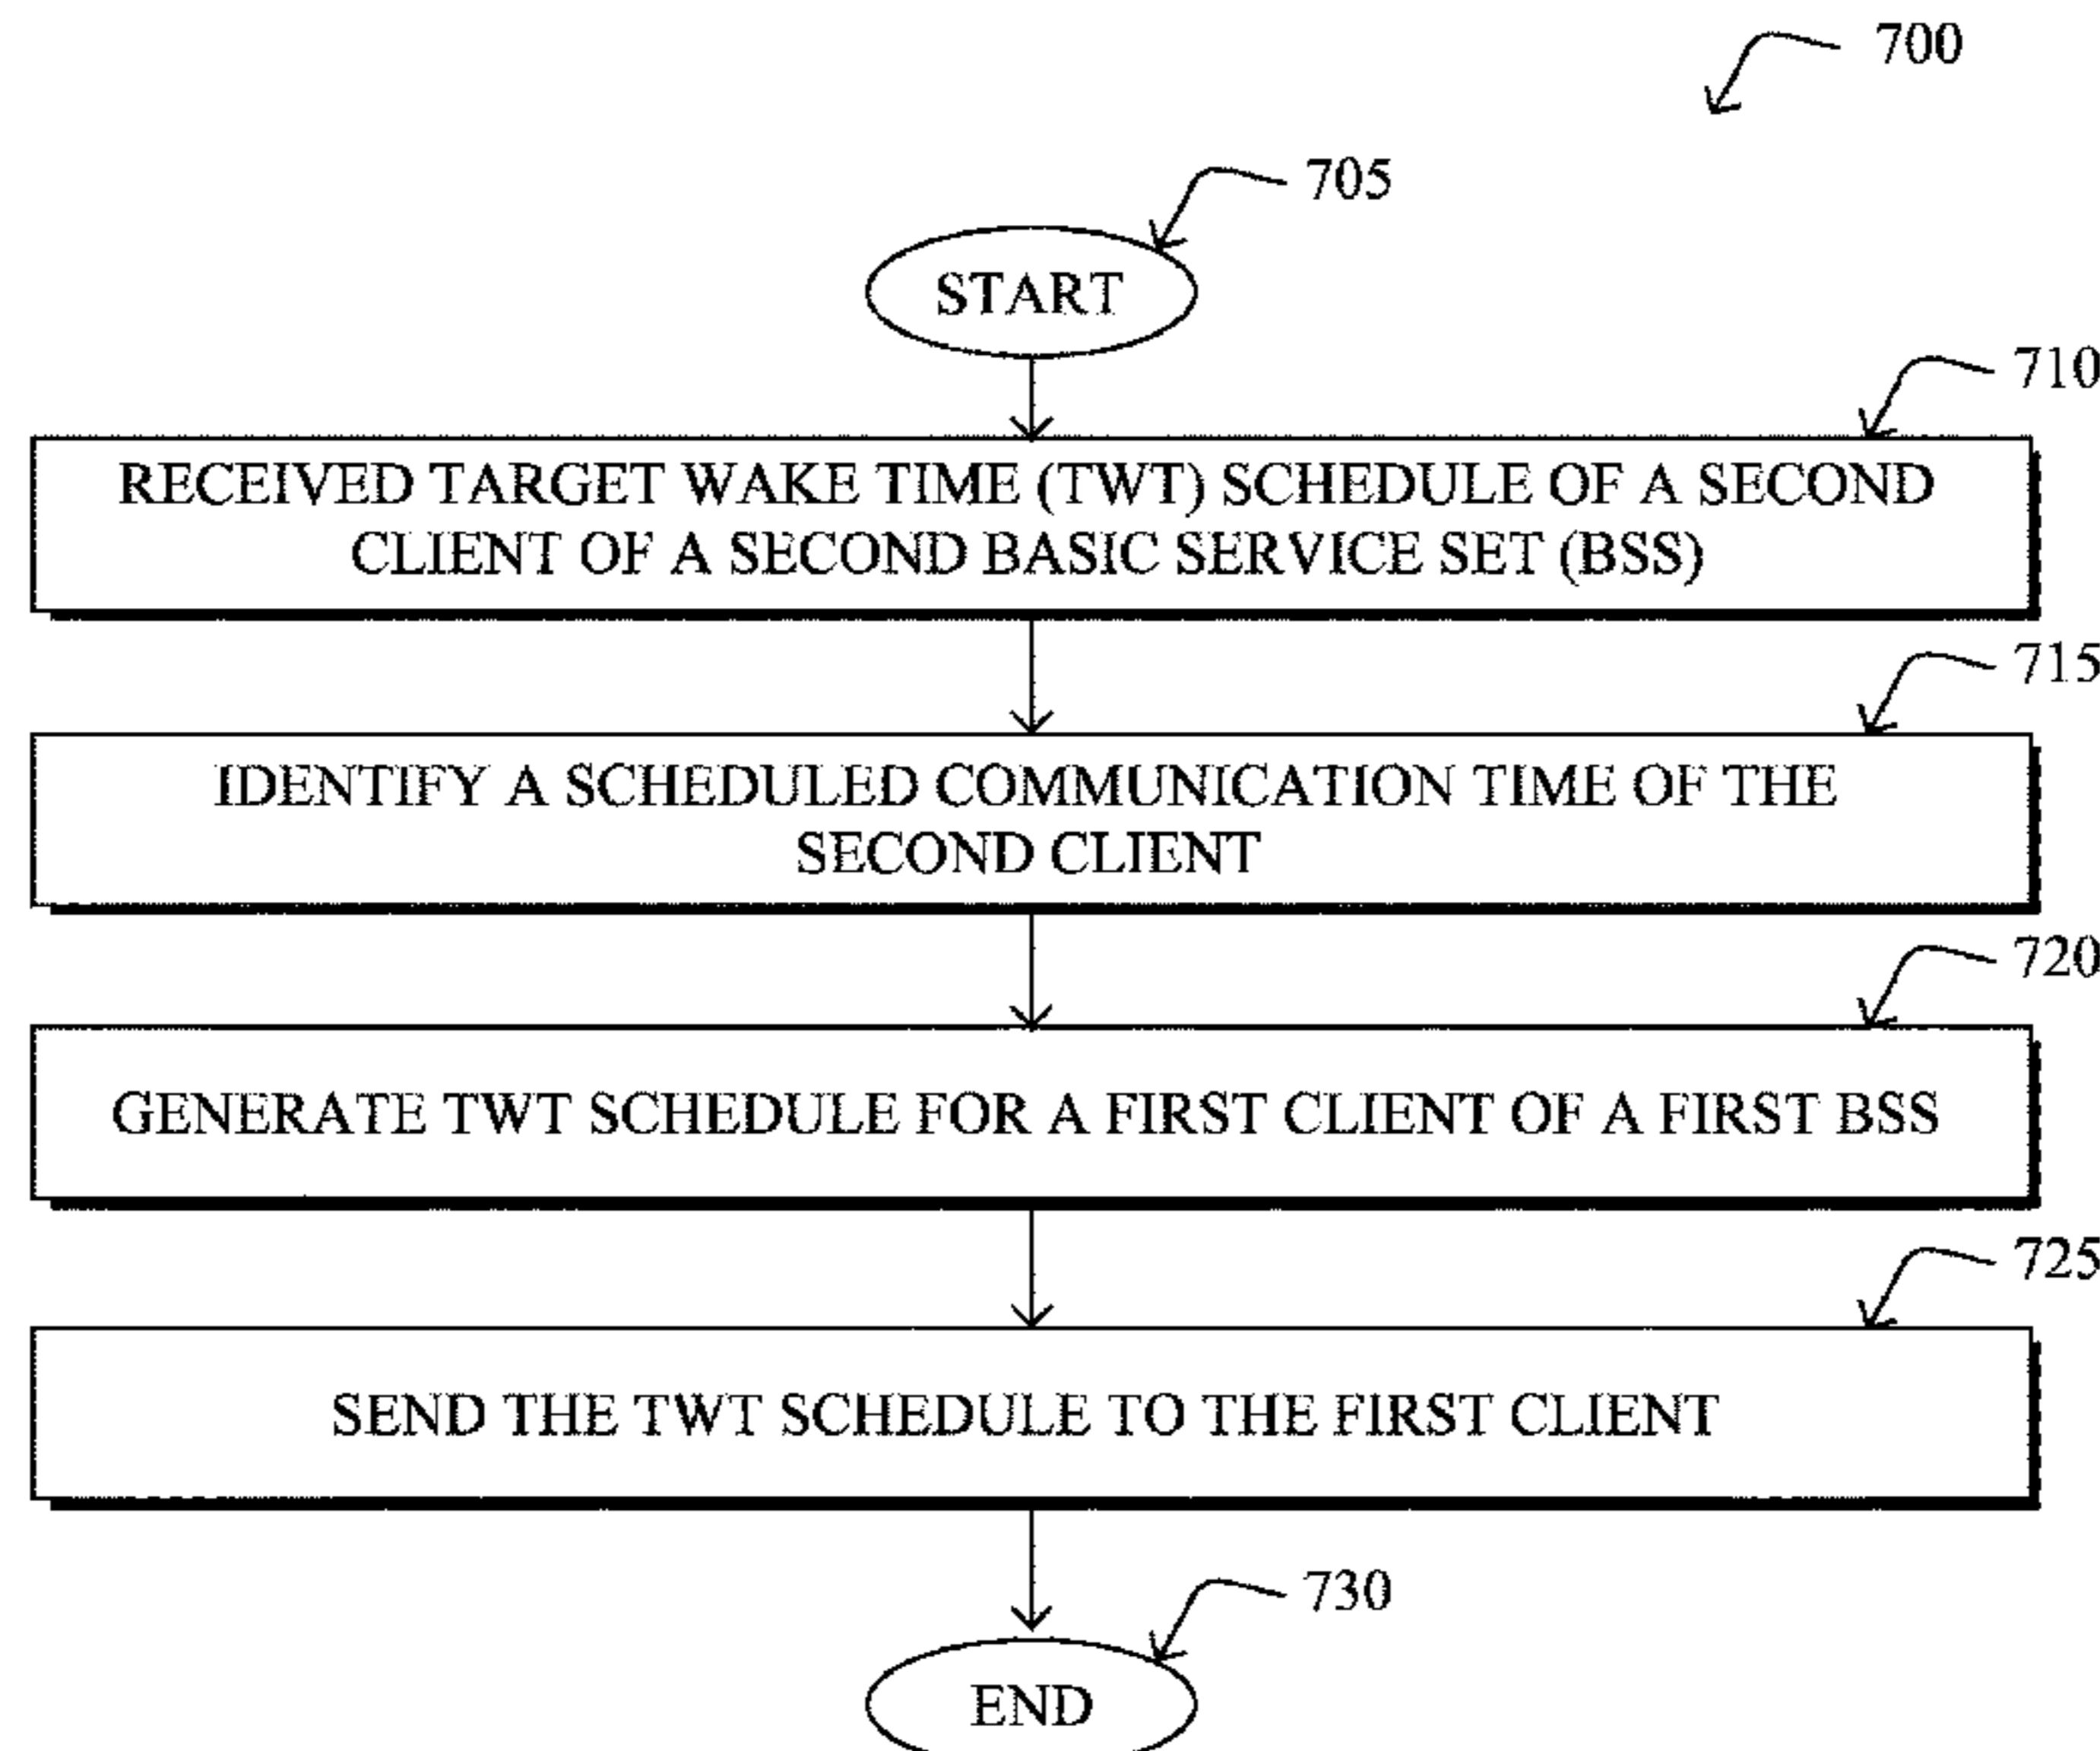 700
705
START
710
RECEIVED TARGET WAKE TIME (TWT) SCHEDULE OF A SECOND
CLIENT OF A SECOND BASIC SERVICE SET (BSS)
715
IDENTIFY A SCHEDULED COMMUNICATION TIME OF THE
SECOND CLIENT
720
GENERATE TWT SCHEDULE FOR A FIRST CLIENT OF A FIRST BSS
725
SEND THE TWT SCHEDULE TO THE FIRST CLIENT
730
END